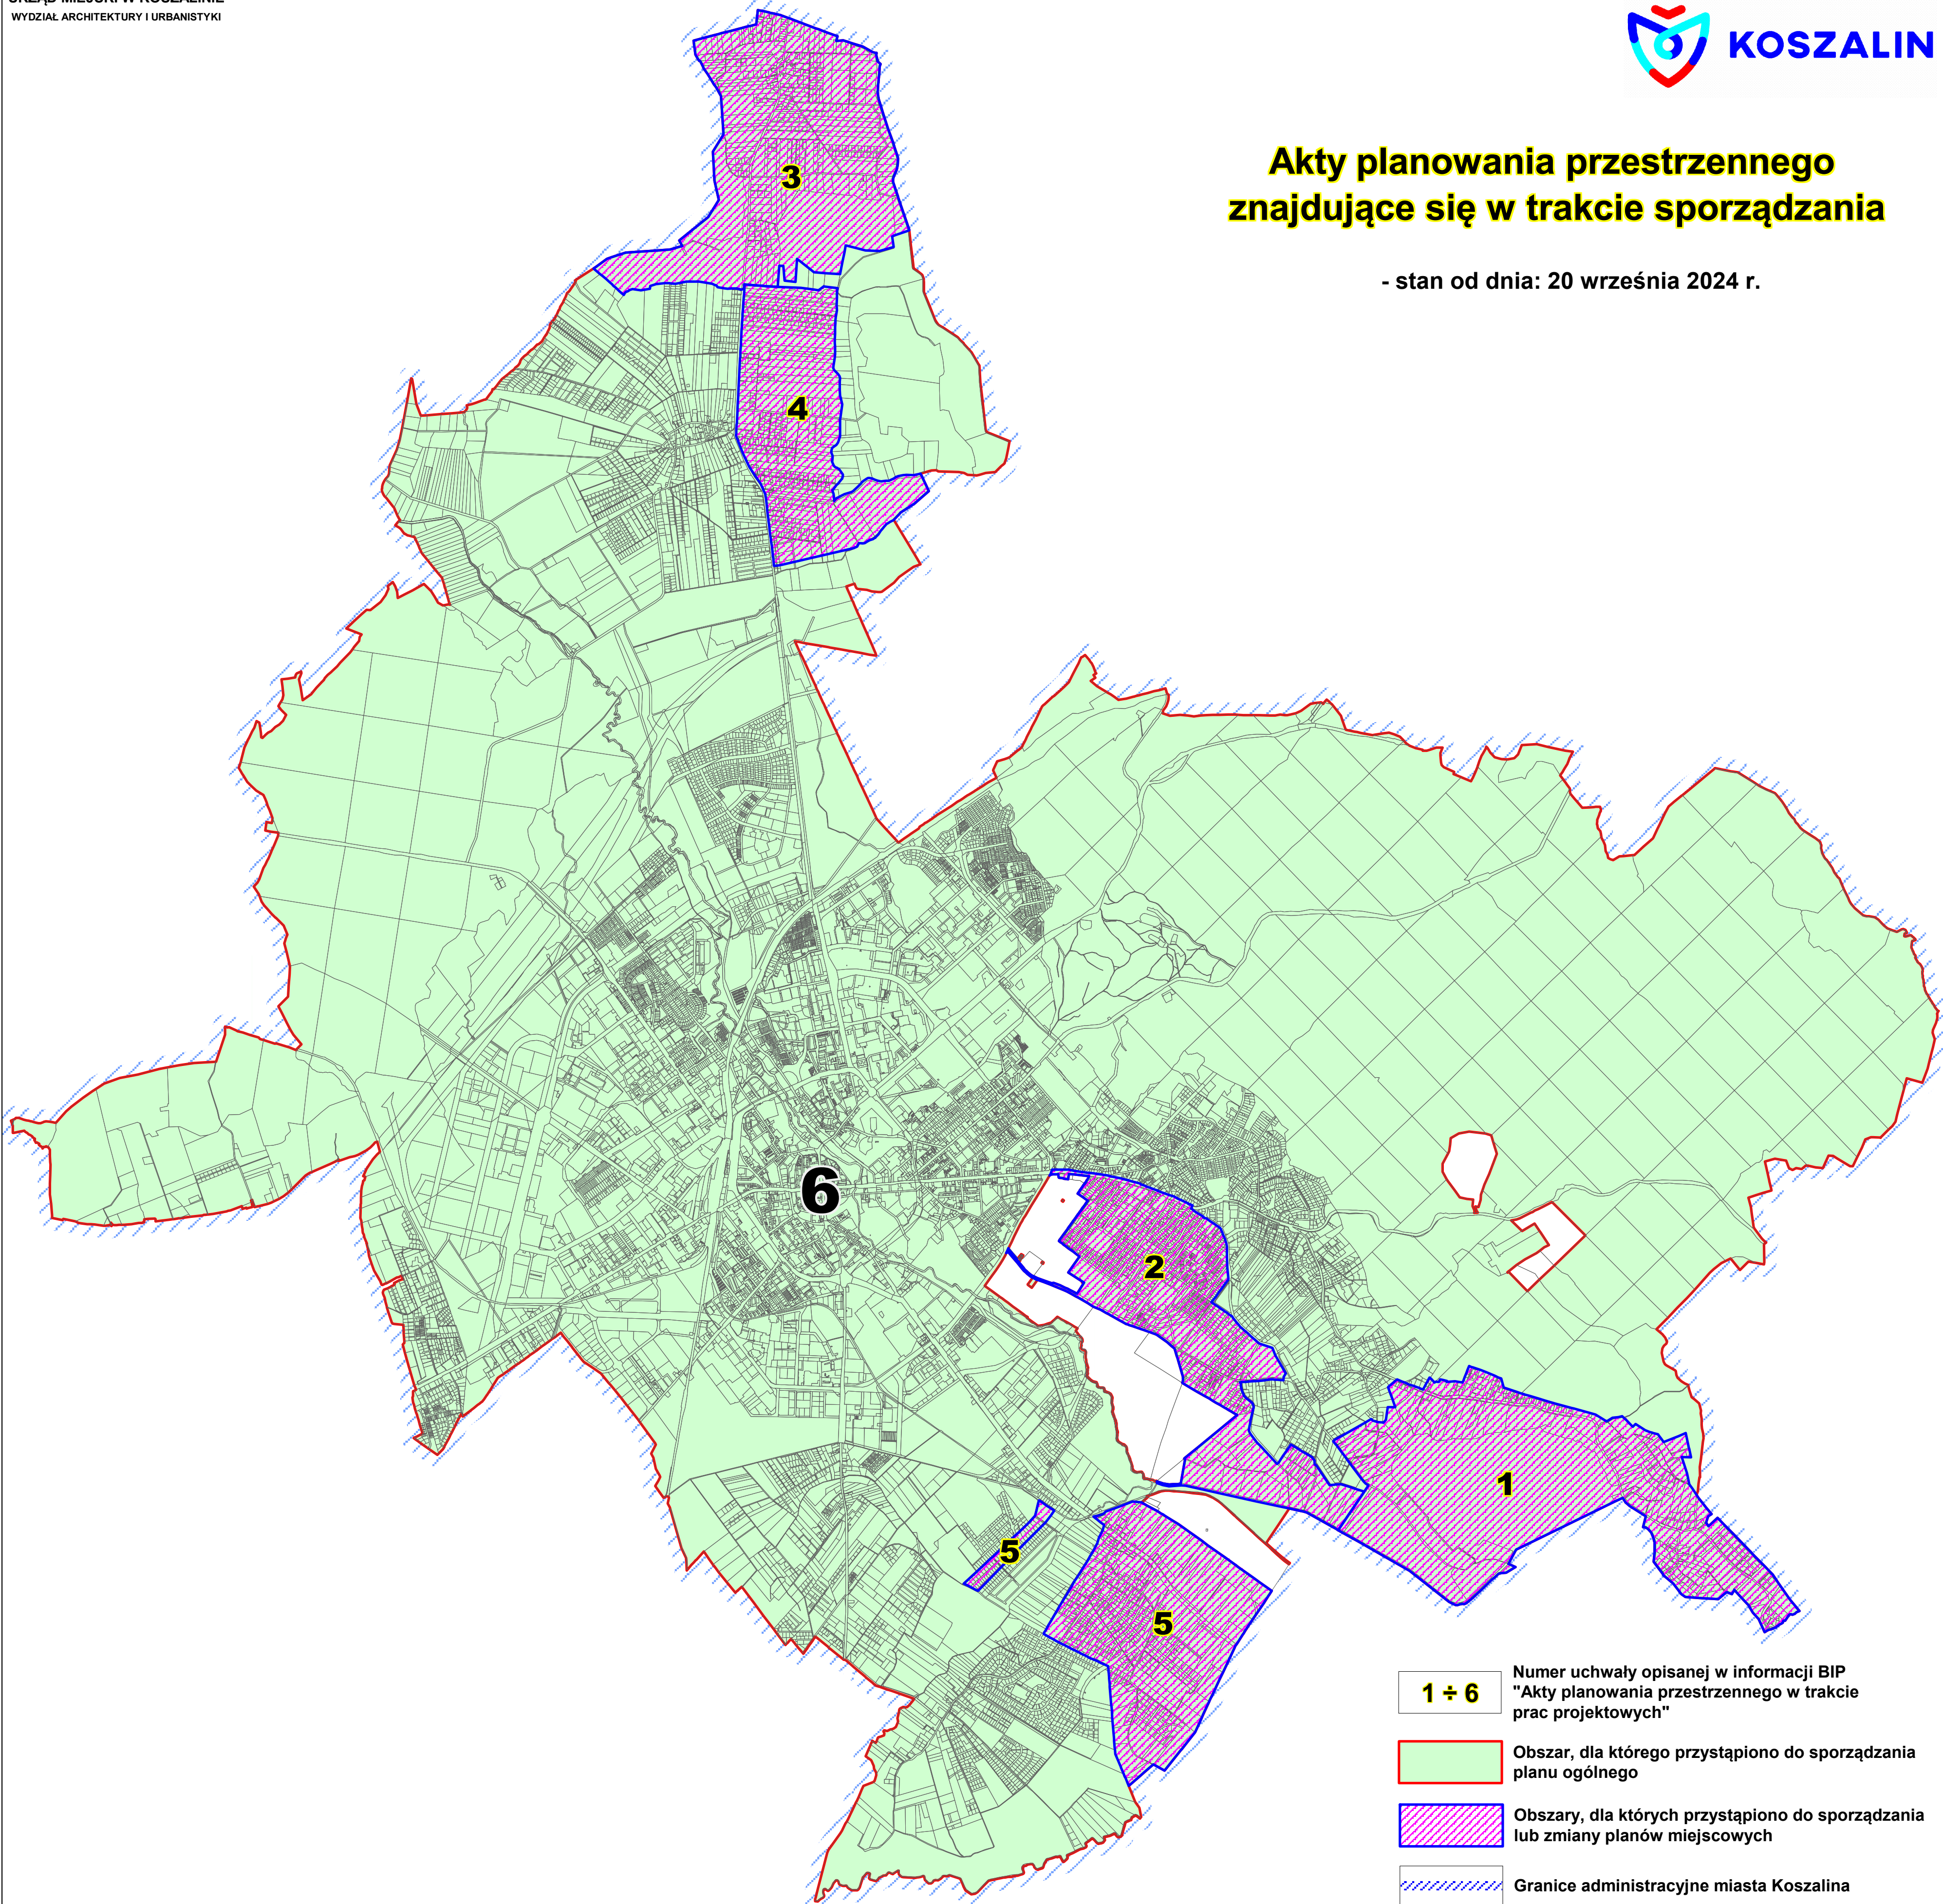 URZĄD MIEJSKI W KOSZALINIE
WYDZIAŁ ARCHITEKTURY I URBANISTYKI
KOSZALIN
Akty planowania przestrzennego
znajdujące się w trakcie sporządzania
- stan od dnia: 20 września 2024 r.
3
4
6
2
1
5
5
1 ÷ 6
Numer uchwały opisanej w informacji BIP
"Akty planowania przestrzennego w trakcie
prac projektowych"
Obszar, dla którego przystąpiono do sporządzania
planu ogólnego
Obszary, dla których przystąpiono do sporządzania
lub zmiany planów miejscowych
Granice administracyjne miasta Koszalina